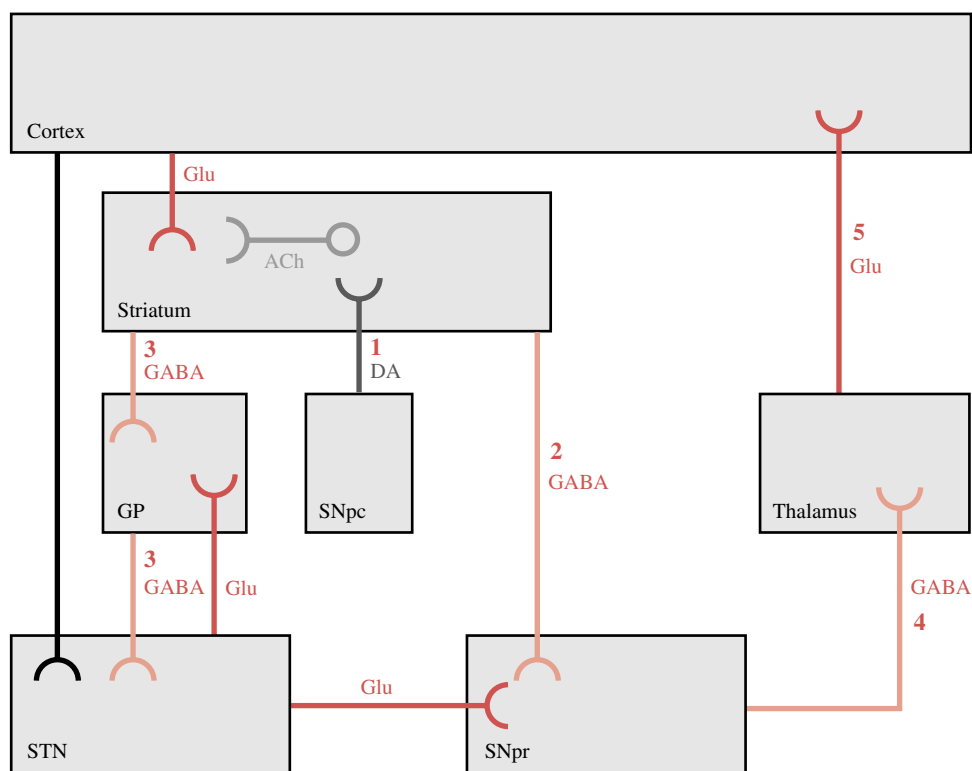 Cortex
Glu
5
Glu
ACh
Striatum
3
GABA
1
DA
2
GABA
GP
SNpc
Thalamus
3
GABA
Glu
GABA
4
Glu
STN
SNpr